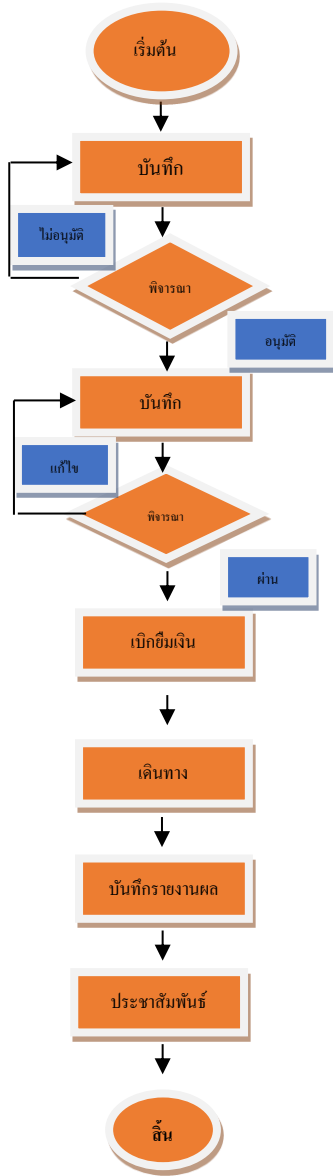 เริ่มต้น
บันทึก
ไม่อนุมัติ
พิจารณา
อนุมัติ
บันทึก
แก้ไข
พิจารณา
ผ่าน
เบิกยืมเงิน
เดินทาง
บันทึกรายงานผล
ประชาสัมพันธ์
สิ้น